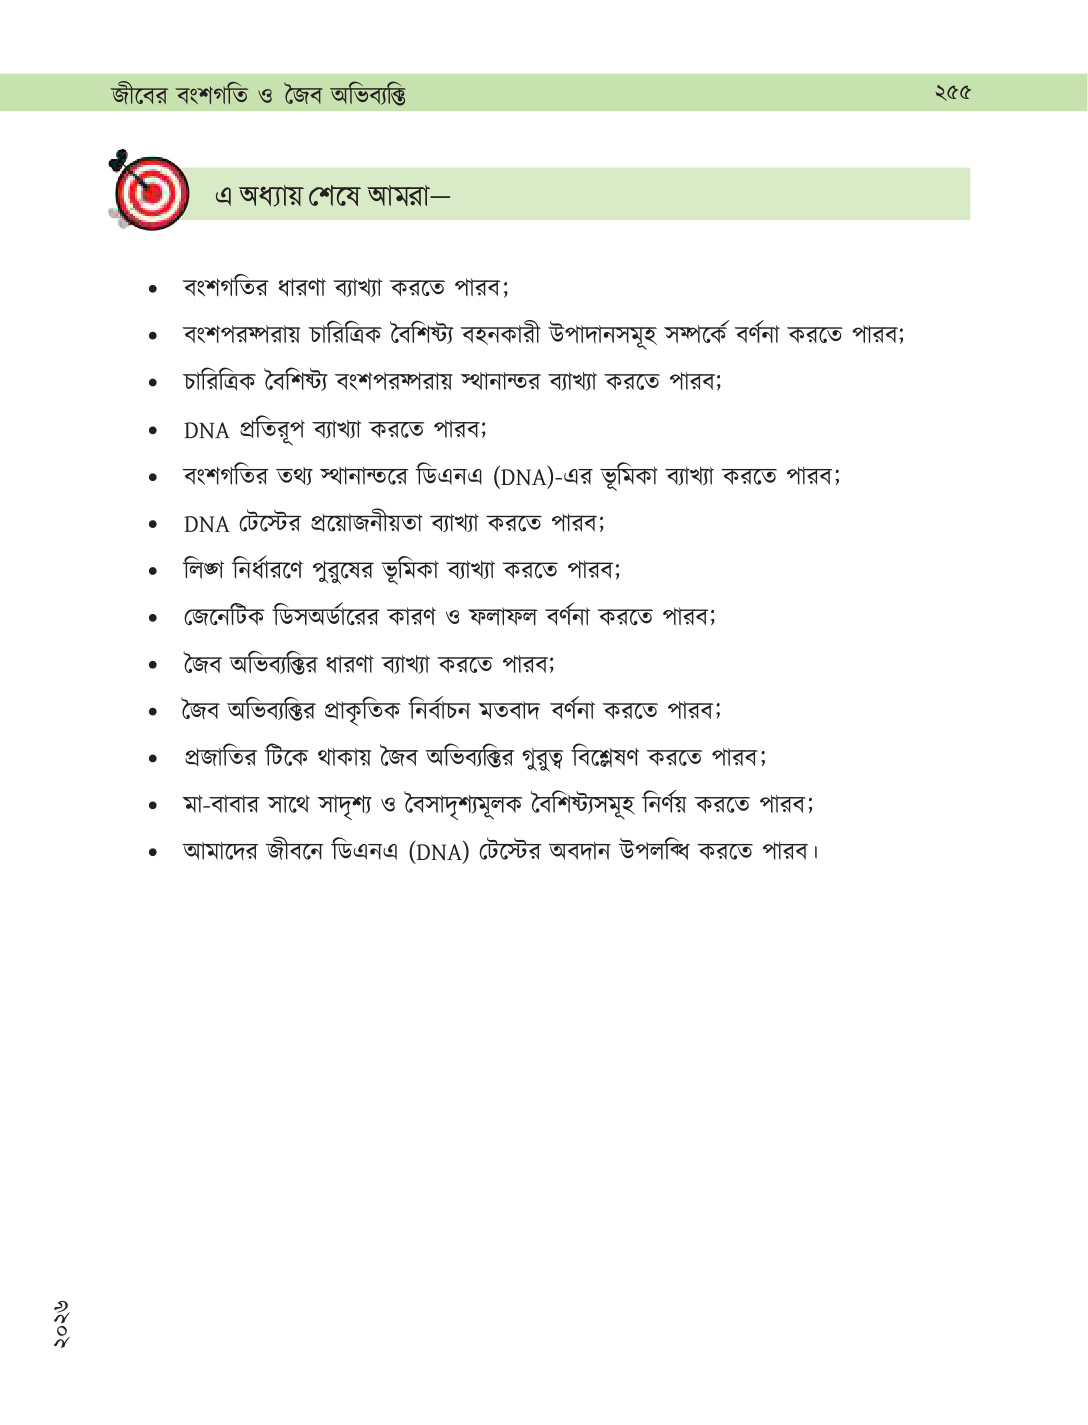 জীবের বংশগতি ও জৈব অভিব্যক্তি ২৫৫
এ অধ্যায় শেষে আমরা—
• বংশগতির ধারণা ব্যাখ্যা করতে পারব;
• বংশপরম্পরায় চারিত্রিক বৈশিষ্ট্য বহনকারী উপাদানসমূহ সম্পর্কে বর্ণনা করতে পারব;
• চারিত্রিক বৈশিষ্ট্য বংশপরম্পরায় স্থানান্তর ব্যাখ্যা করতে পারব;
• DNA প্রতিরূপ ব্যাখ্যা করতে পারব;
• বংশগতির তথ্য স্থানান্তরে ডিএনএ (DNA)-এর ভূমিকা ব্যাখ্যা করতে পারব;
• DNA টেস্টের প্রয়োজনীয়তা ব্যাখ্যা করতে পারব;
• লিঙ্গ নির্ধারণে পুরুষের ভূমিকা ব্যাখ্যা করতে পারব;
• জেনেটিক ডিসঅর্ডারের কারণ ও ফলাফল বর্ণনা করতে পারব;
• জৈব অভিব্যক্তির ধারণা ব্যাখ্যা করতে পারব;
• জৈব অভিব্যক্তির প্রাকৃতিক নির্বাচন মতবাদ বর্ণনা করতে পারব;
• প্রজাতির টিকে থাকায় জৈব অভিব্যক্তির গুরুত্ব বিশ্লেষণ করতে পারব;
• মা-বাবার সাথে সাদৃশ্য ও বৈসাদৃশ্যমূলক বৈশিষ্ট্যসমূহ নির্ণয় করতে পারব;
• আমাদের জীবনে ডিএনএ (DNA) টেস্টের অবদান উপলব্ধি করতে পারব।
২০২৬